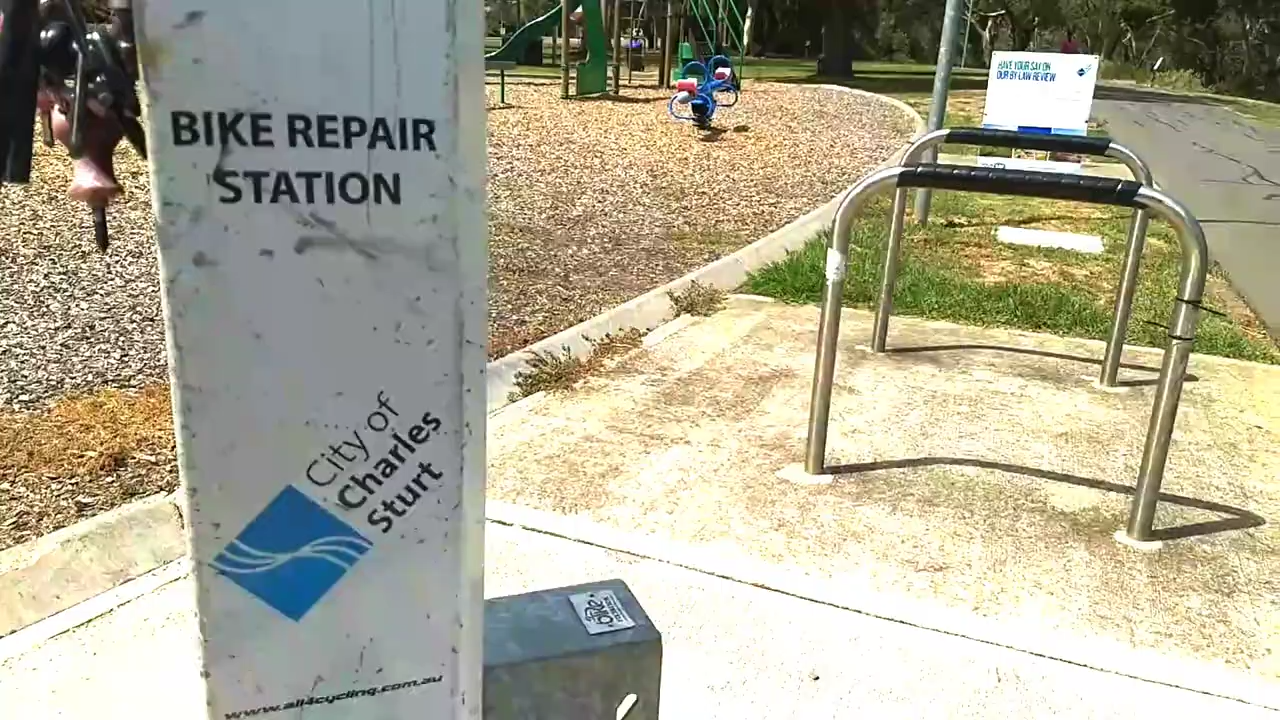 BIKE REPAIR
STATION
City of
Charles
Sturt
www.all4cycling.com.au
HAVE YOUR SAY ON
OUR BY-LAW REVIEW
bike